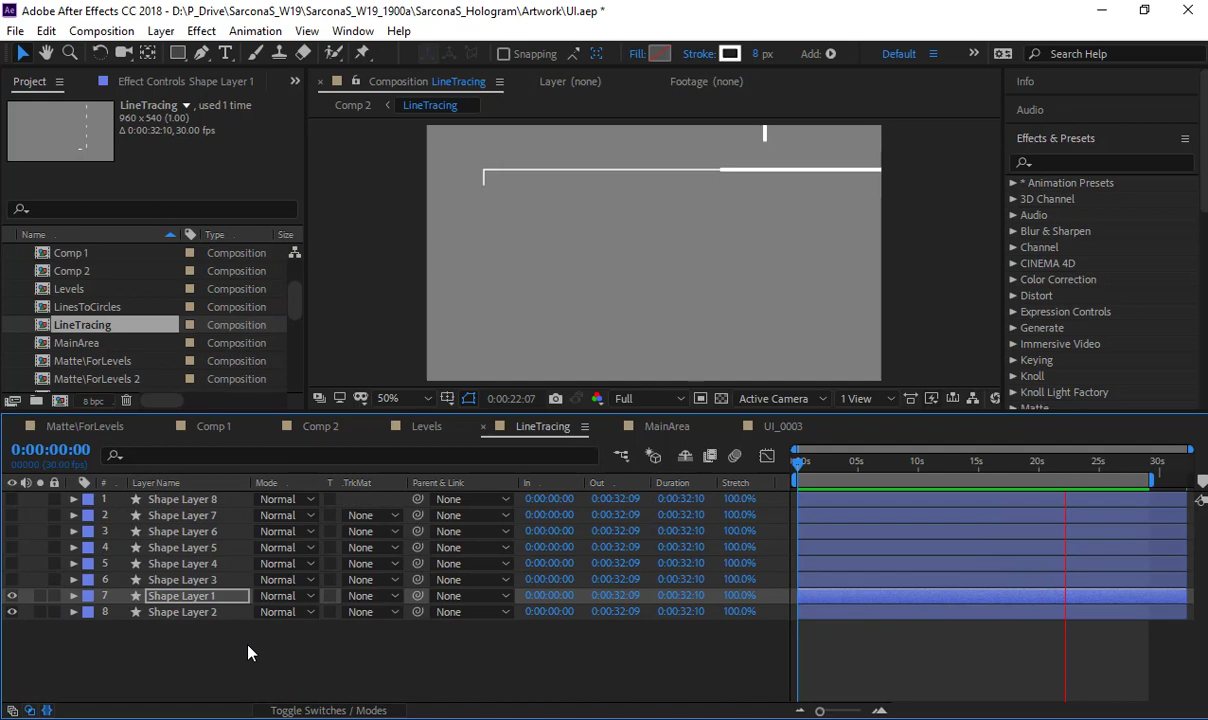 Adobe After Effects CC 2018 - D:\P_Drive\SarconaS_W19\SarconaS_W19_1900a\SarconaS_Hologram\Artwork\UI.aep *
File Edit Composition Layer Effect Animation View Window Help
Snapping Fill: Stroke: 8 px Add: Default Search Help
Project Effect Controls Shape Layer 1 Composition LineTracing Layer (none) Footage (none) Info
LineTracing , used 1 time Comp 2 LineTracing Audio
960 x 540 (1.00)
Δ 0:00:32:10, 30.00 fps
Effects & Presets
* Animation Presets
3D Channel
Audio
Blur & Sharpen
Channel
CINEMA 4D
Color Correction
Distort
Expression Controls
Generate
Immersive Video
Keying
Knoll
Knoll Light Factory
Matte
Name Type Size
Comp 1 Composition
Comp 2 Composition
Levels Composition
LinesToCircles Composition
LineTracing Composition
MainArea Composition
Matte\ForLevels Composition
Matte\ForLevels 2 Composition
8 bpc 50% 0:00:22:07 Full Active Camera 1 View
Matte\ForLevels Comp 1 Comp 2 Levels LineTracing MainArea UI_0003
0:00:00:00
00000 (30.00 fps)
05s 10s 15s 20s 25s 30s
# Layer Name Mode T .TrkMat Parent & Link In Out Duration Stretch
1 Shape Layer 8 Normal None 0:00:00:00 0:00:32:09 0:00:32:10 100.0%
2 Shape Layer 7 Normal None None 0:00:00:00 0:00:32:09 0:00:32:10 100.0%
3 Shape Layer 6 Normal None None 0:00:00:00 0:00:32:09 0:00:32:10 100.0%
4 Shape Layer 5 Normal None None 0:00:00:00 0:00:32:09 0:00:32:10 100.0%
5 Shape Layer 4 Normal None None 0:00:00:00 0:00:32:09 0:00:32:10 100.0%
6 Shape Layer 3 Normal None None 0:00:00:00 0:00:32:09 0:00:32:10 100.0%
7 Shape Layer 1 Normal None None 0:00:00:00 0:00:32:09 0:00:32:10 100.0%
8 Shape Layer 2 Normal None None 0:00:00:00 0:00:32:09 0:00:32:10 100.0%
Toggle Switches / Modes